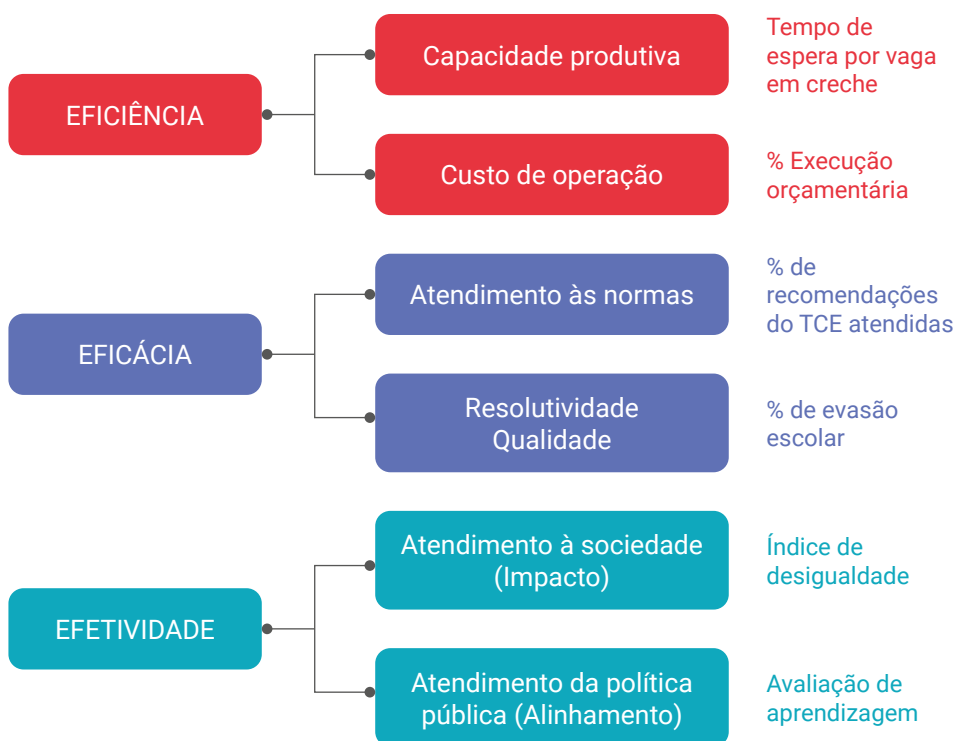 EFICIÊNCIA
Capacidade produtiva
Tempo de
espera por vaga
em creche
Custo de operação
% Execução
orçamentária
EFICÁCIA
Atendimento às normas
% de
recomendações
do TCE atendidas
Resolutividade
Qualidade
% de evasão
escolar
EFETIVIDADE
Atendimento à sociedade
(Impacto)
Índice de
desigualdade
Atendimento da política
pública (Alinhamento)
Avaliação de
aprendizagem